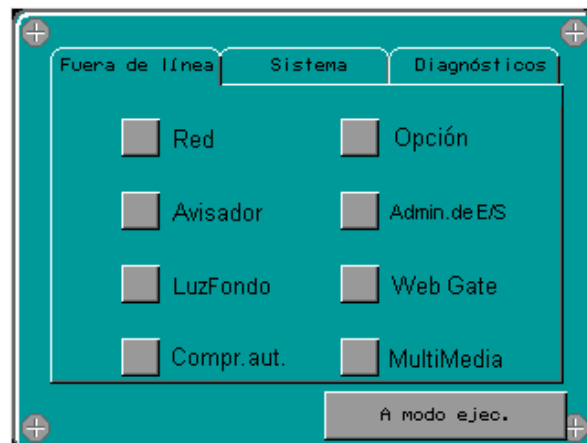 Fuera de línea Sistema Diagnósticos
Red Opción
Avisador Admin.de E/S
LuzFondo Web Gate
Compr.aut. MultiMedia
A modo ejec.